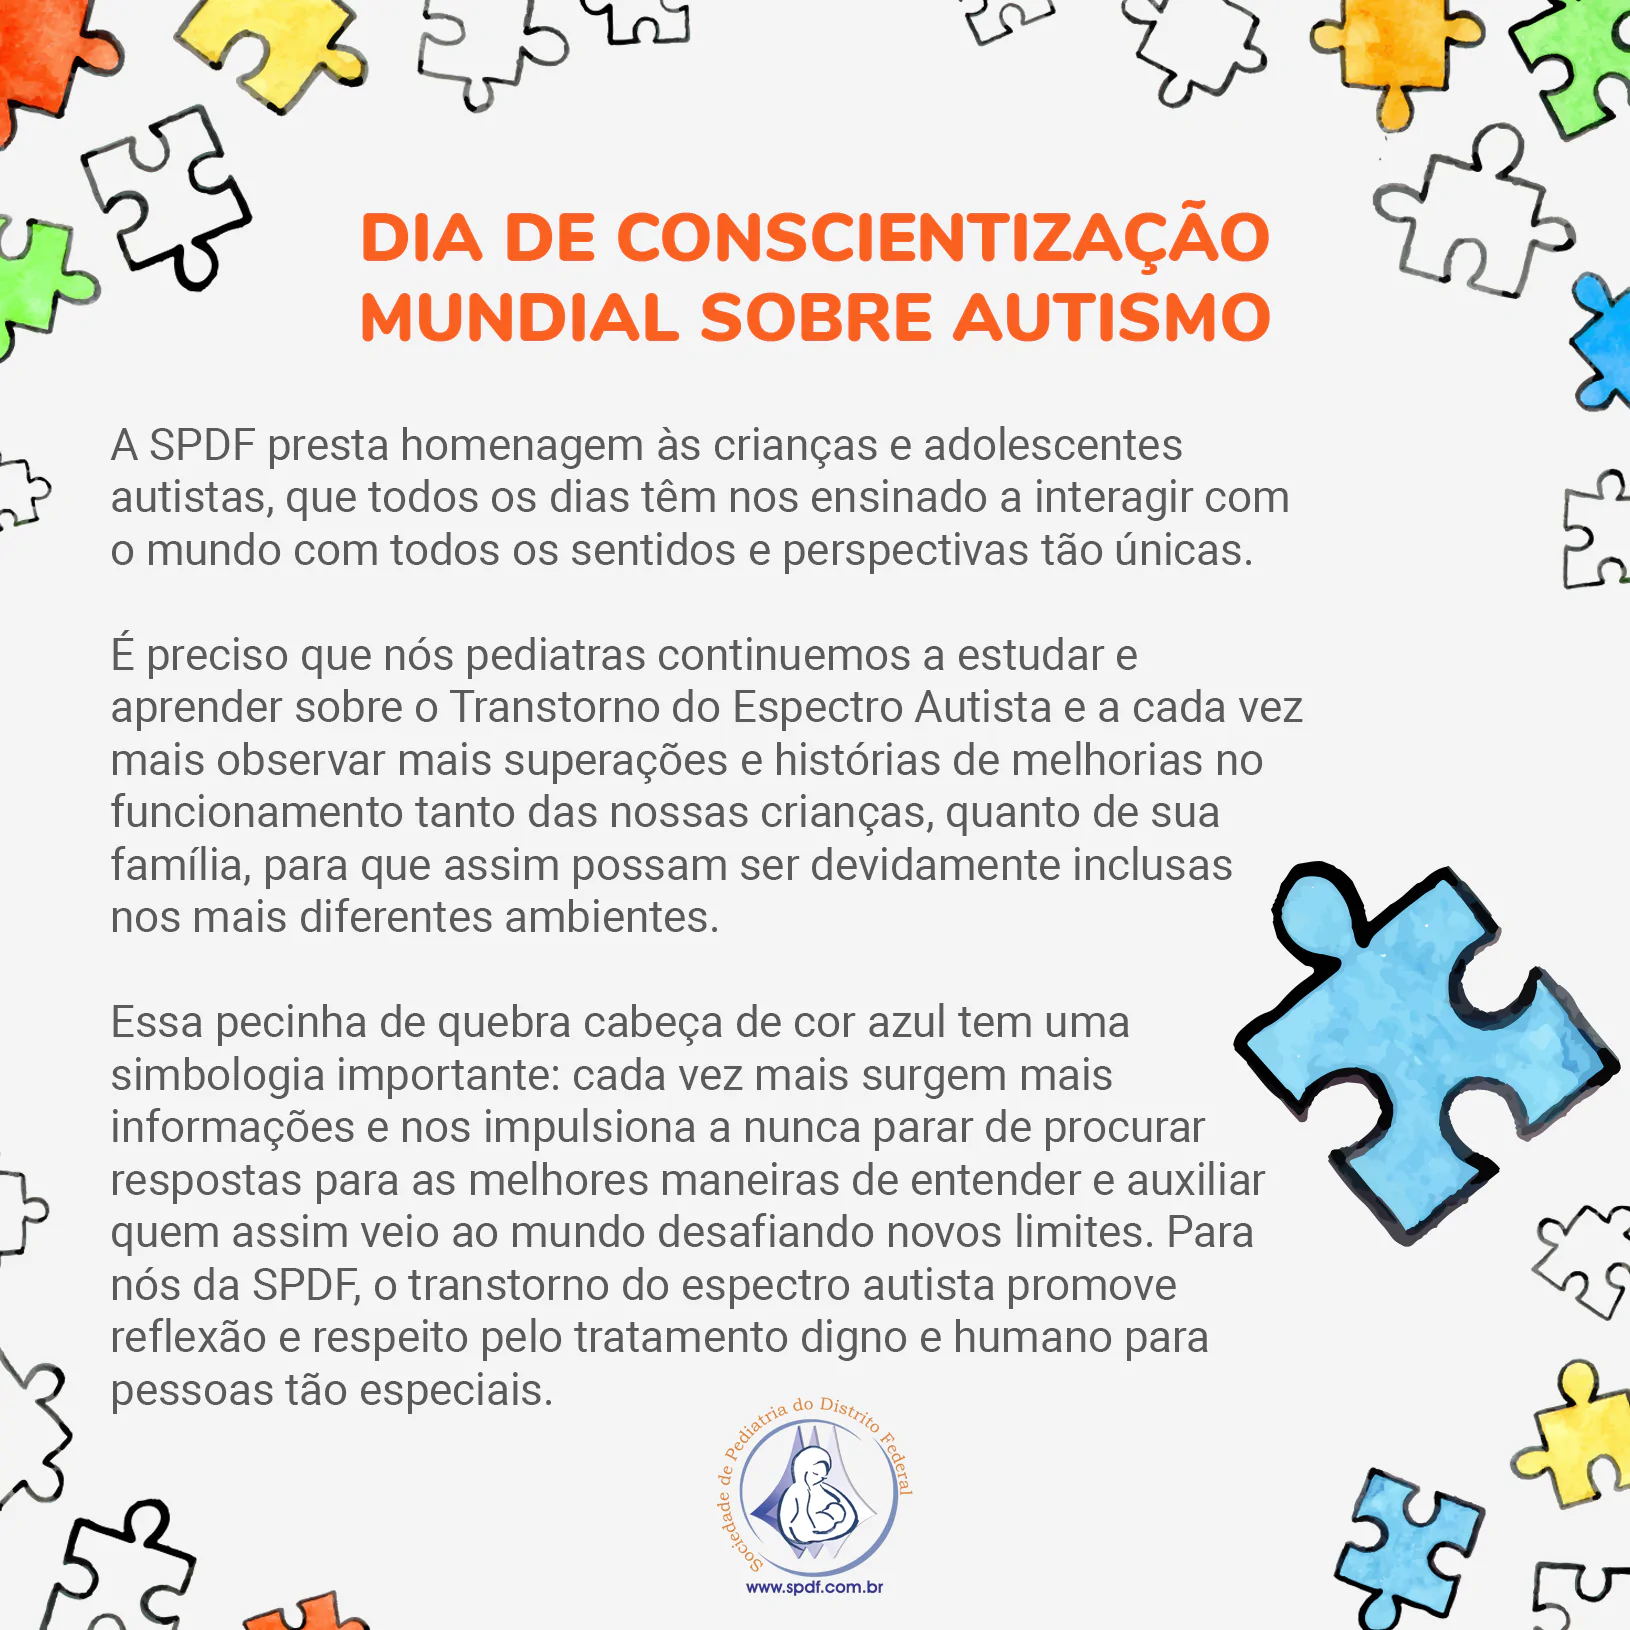 DIA DE CONSCIENTIZAÇÃO
MUNDIAL SOBRE AUTISMO
A SPDF presta homenagem às crianças e adolescentes
autistas, que todos os dias têm nos ensinado a interagir com
o mundo com todos os sentidos e perspectivas tão únicas.
É preciso que nós pediatras continuemos a estudar e
aprender sobre o Transtorno do Espectro Autista e a cada vez
mais observar mais superações e histórias de melhorias no
funcionamento tanto das nossas crianças, quanto de sua
família, para que assim possam ser devidamente inclusas
nos mais diferentes ambientes.
Essa pecinha de quebra cabeça de cor azul tem uma
simbologia importante: cada vez mais surgem mais
informações e nos impulsiona a nunca parar de procurar
respostas para as melhores maneiras de entender e auxiliar
quem assim veio ao mundo desafiando novos limites. Para
nós da SPDF, o transtorno do espectro autista promove
reflexão e respeito pelo tratamento digno e humano para
pessoas tão especiais.
Sociedade de Pediatria do Distrito Federal
www.spdf.com.br